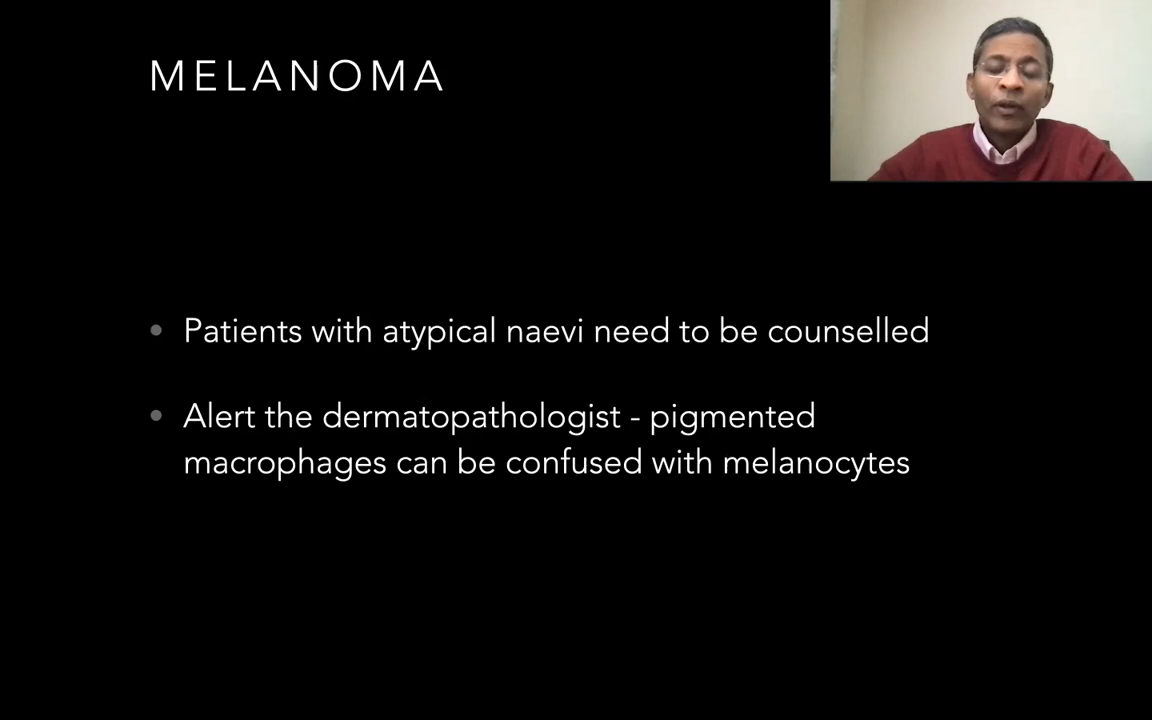 MELANOMA
• Patients with atypical naevi need to be counselled
• Alert the dermatopathologist - pigmented
macrophages can be confused with melanocytes